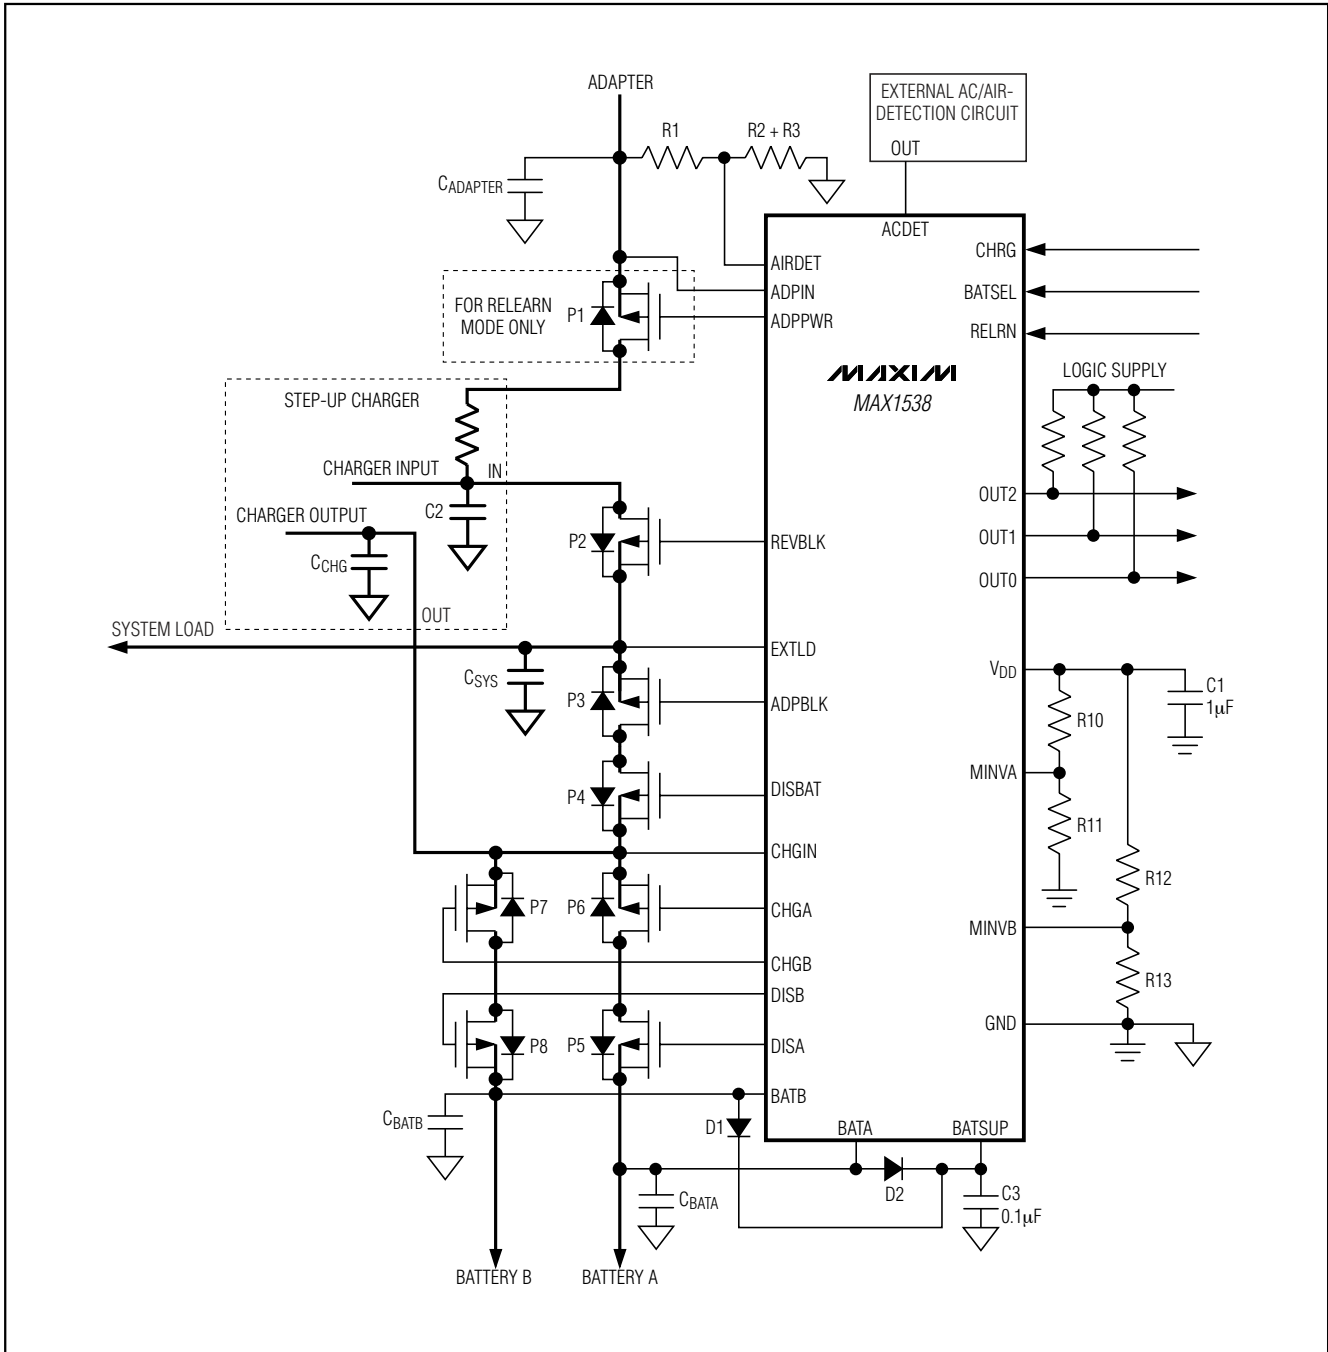 ADAPTER
EXTERNAL AC/AIR-
DETECTION CIRCUIT
OUT
R1
R2 + R3
CADAPTER
ACDET
AIRDET
ADPIN
ADPPWR
CHRG
BATSEL
RELRN
FOR RELEARN
MODE ONLY
P1
MAXIM
MAX1538
LOGIC SUPPLY
STEP-UP CHARGER
CHARGER INPUT
IN
C2
CHARGER OUTPUT
CCHG
OUT
P2
REVBLK
OUT2
OUT1
OUT0
SYSTEM LOAD
EXTLD
CSYS
P3
ADPBLK
VDD
C1
1µF
R10
MINVA
R11
P4
DISBAT
CHGIN
P7
P6
CHGA
R12
MINVB
CHGB
DISB
R13
GND
P8
P5
DISA
BATB
CBATB
D1
BATA
BATSUP
D2
CBATA
C3
0.1µF
BATTERY B
BATTERY A